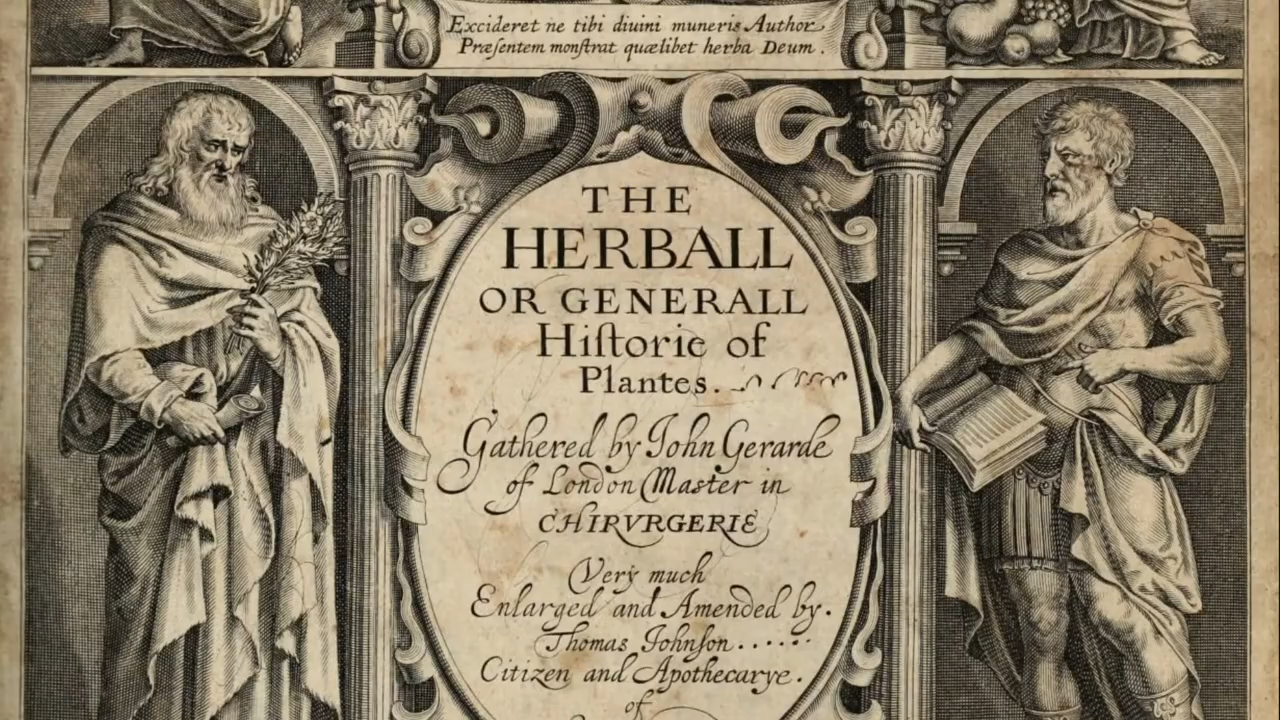 Excideret ne tibi diuini muneris Author
Præſentem monſtrat quælibet herba Deum.
THE
HERBALL
OR GENERALL
Hiſtorie of
Plantes.
Gathered by John Gerarde
of London Maſter in
CHIRVRGERIE
Very much
Enlarged and Amended by.
Thomas Johnſon......
Citizen and Apothecarye.
of